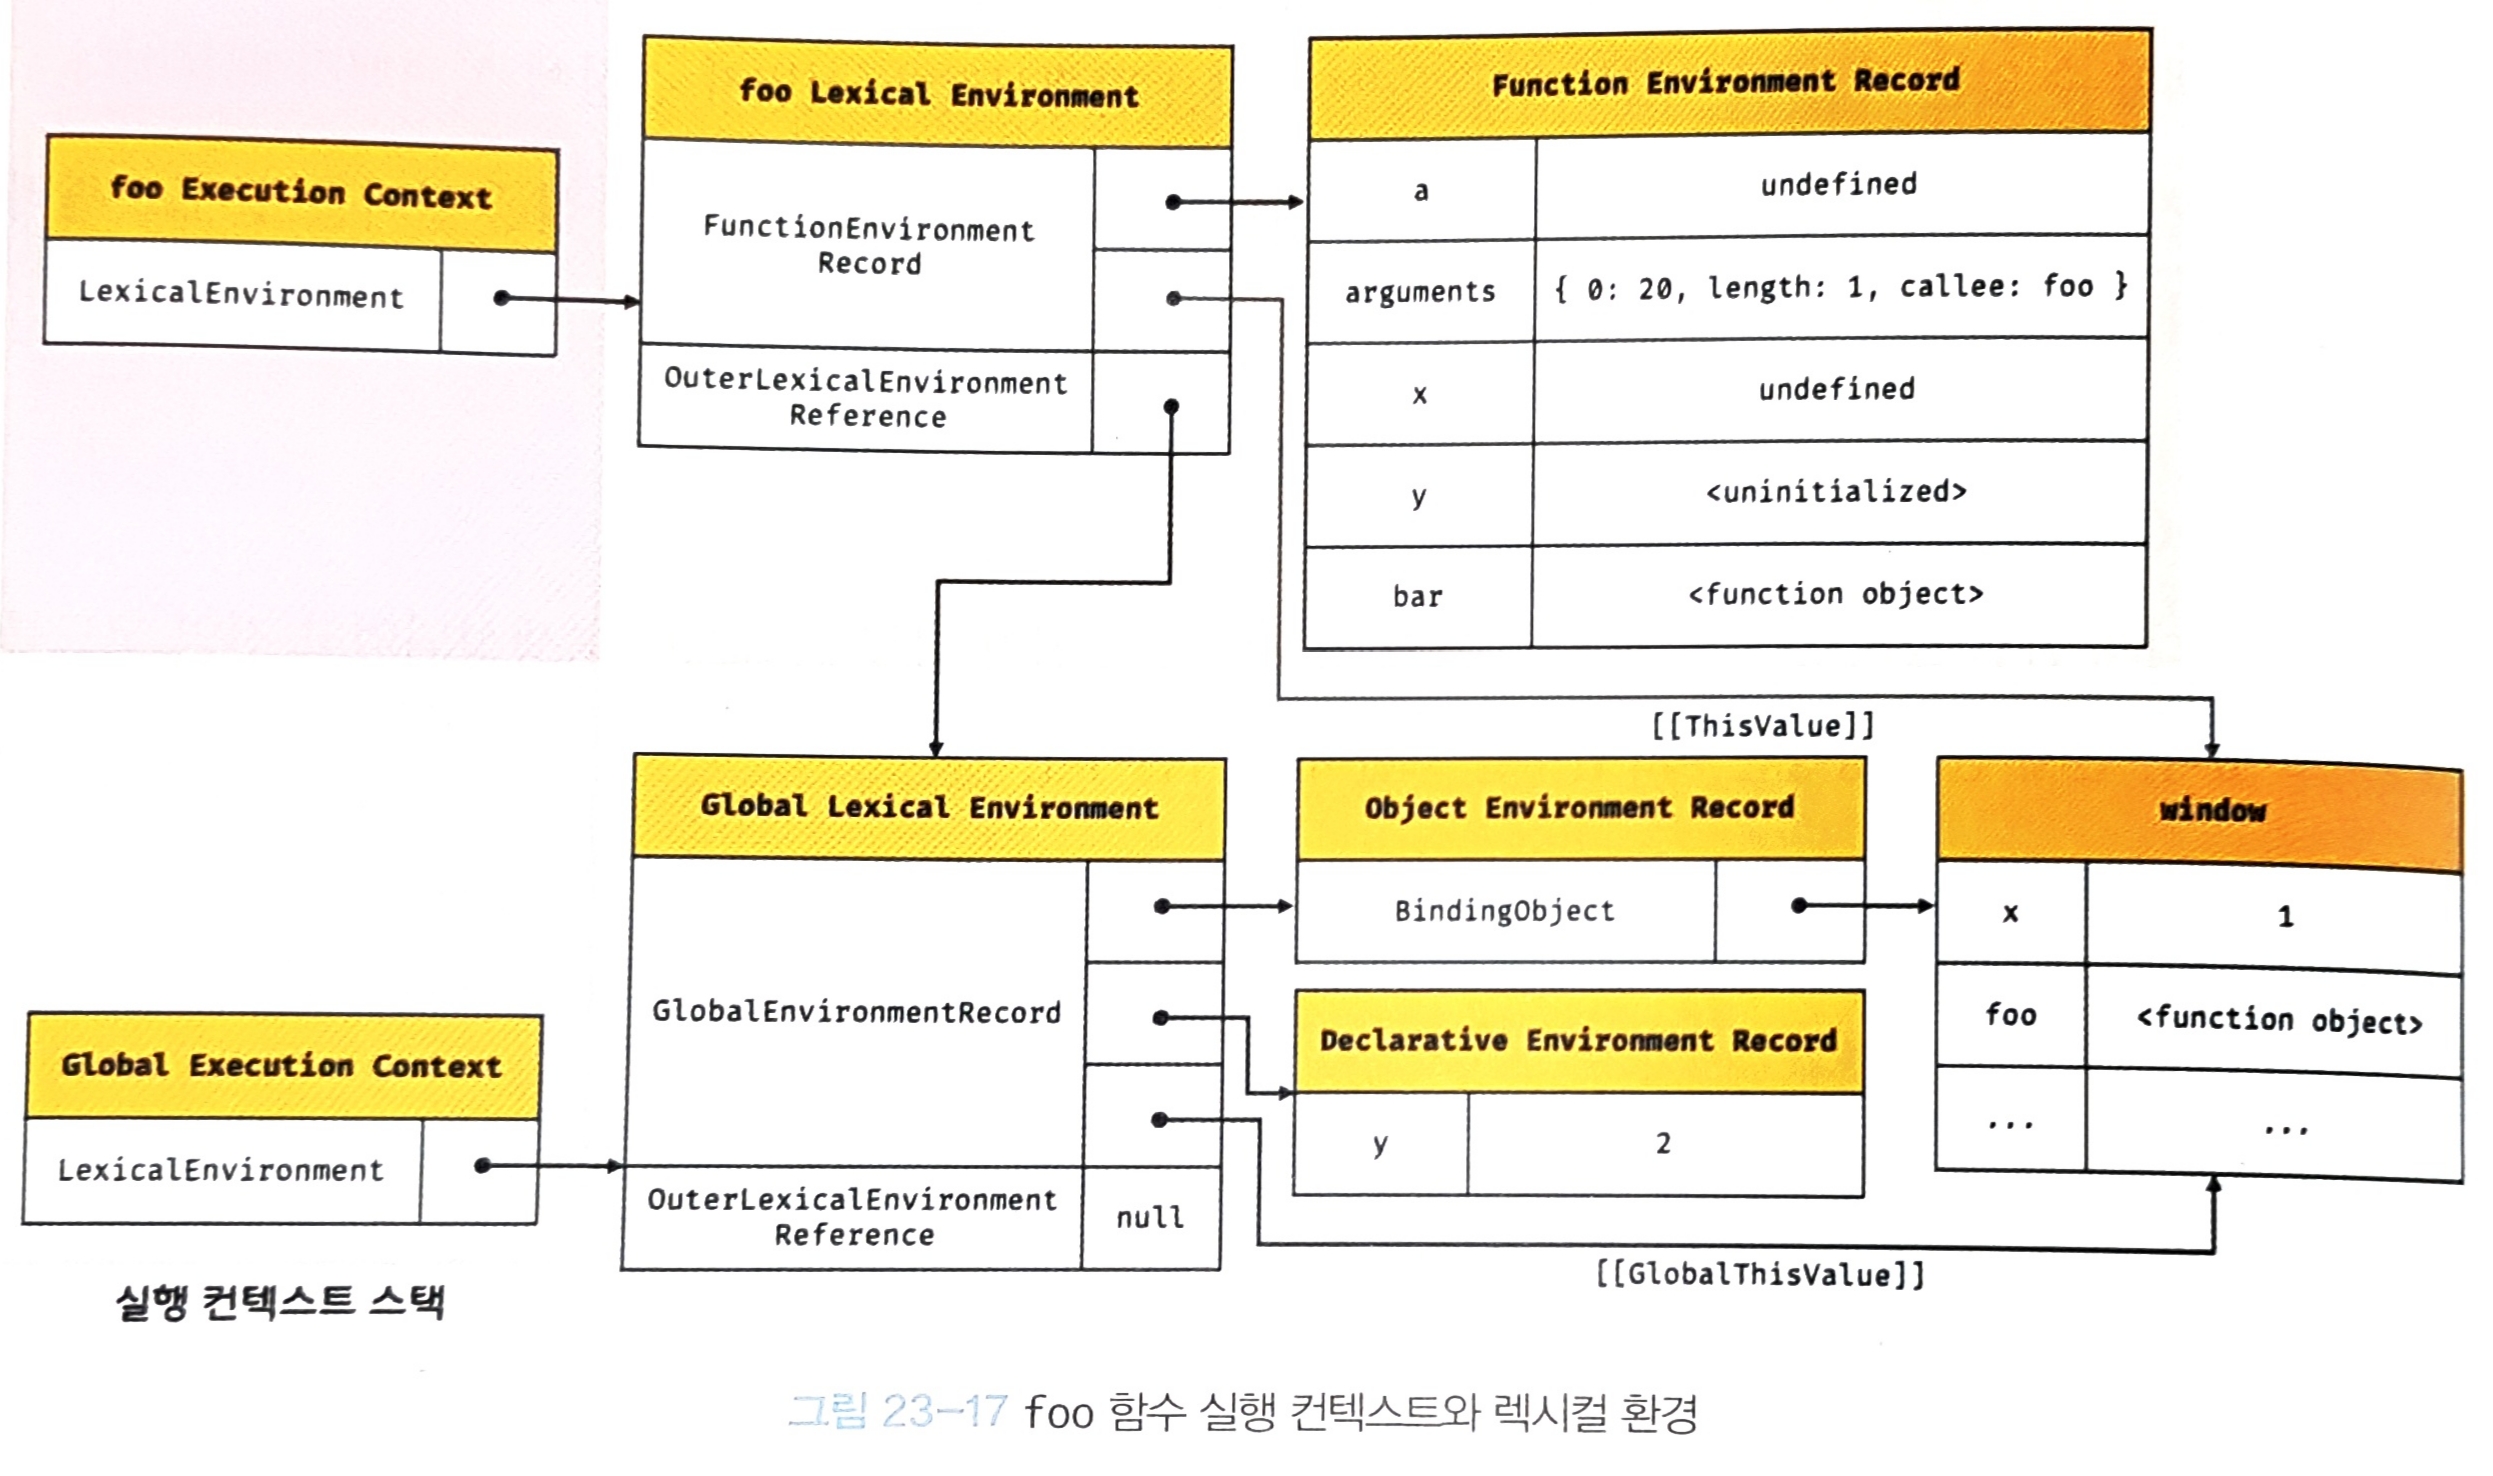 foo Execution Context
LexicalEnvironment
foo Lexical Environment
FunctionEnvironment
Record
OuterLexicalEnvironment
Reference
Function Environment Record
a undefined
arguments { 0: 20, length: 1, callee: foo }
x undefined
y <uninitialized>
bar <function object>
[[ThisValue]]
Global Execution Context
LexicalEnvironment
실행 컨텍스트 스택
Global Lexical Environment
GlobalEnvironmentRecord
OuterLexicalEnvironment
Reference
null
Object Environment Record
BindingObject
Declarative Environment Record
y 2
window
x 1
foo <function object>
... ...
[[GlobalThisValue]]
그림 23-17 foo 함수 실행 컨텍스트와 렉시컬 환경